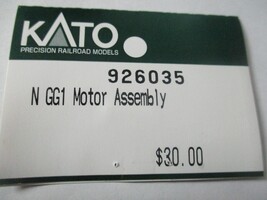 KATO
PRECISION RAILROAD MODELS
926035
N GG1 Motor Assembly
$30.00